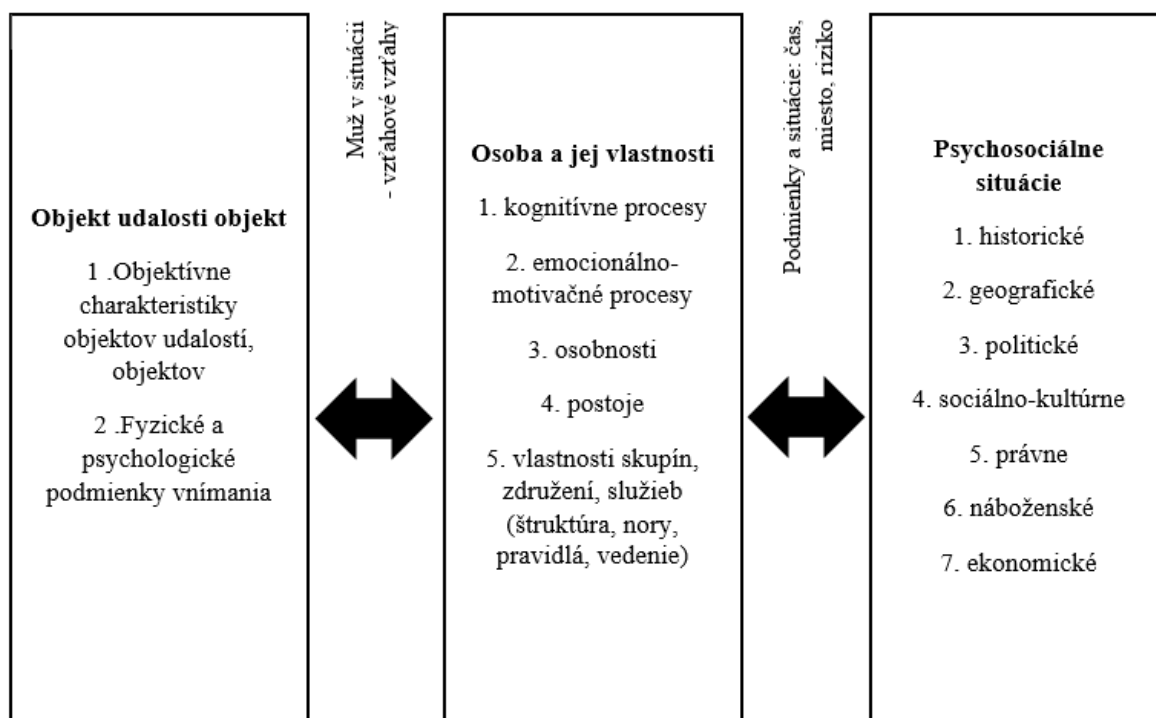 Objekt udalosti objekt
1 .Objektívne
charakteristiky
objektov udalostí,
objektov
2 .Fyzické a
psychologické
podmienky vnímania
Muž v situácii
- vzťahové vzťahy
Osoba a jej vlastnosti
1. kognitívne procesy
2. emocionálno-
motivačné procesy
3. osobnosti
4. postoje
5. vlastnosti skupín,
združení, služieb
(štruktúra, nory,
pravidlá, vedenie)
Podmienky a situácie: čas,
miesto, riziko
Psychosociálne
situácie
1. historické
2. geografické
3. politické
4. sociálno-kultúrne
5. právne
6. náboženské
7. ekonomické